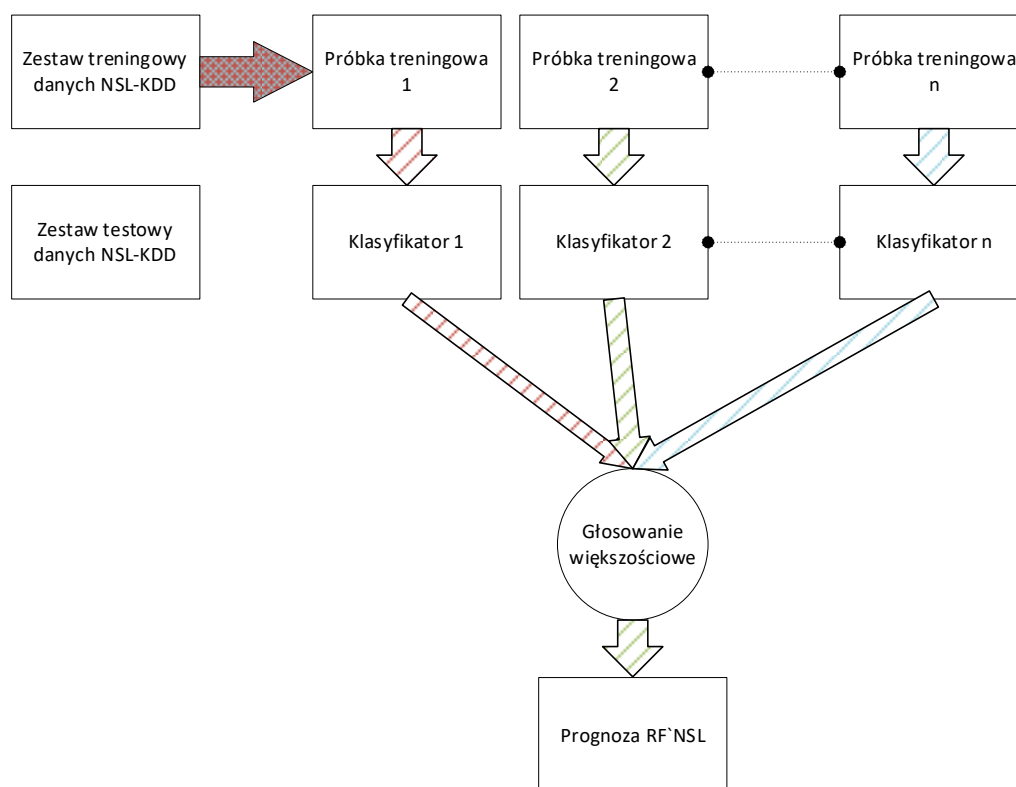 Zestaw treningowy
danych NSL-KDD
Próbka treningowa
1
Próbka treningowa
2
Próbka treningowa
n
Zestaw testowy
danych NSL-KDD
Klasyfikator 1
Klasyfikator 2
Klasyfikator n
Głosowanie
większościowe
Prognoza RF`NSL